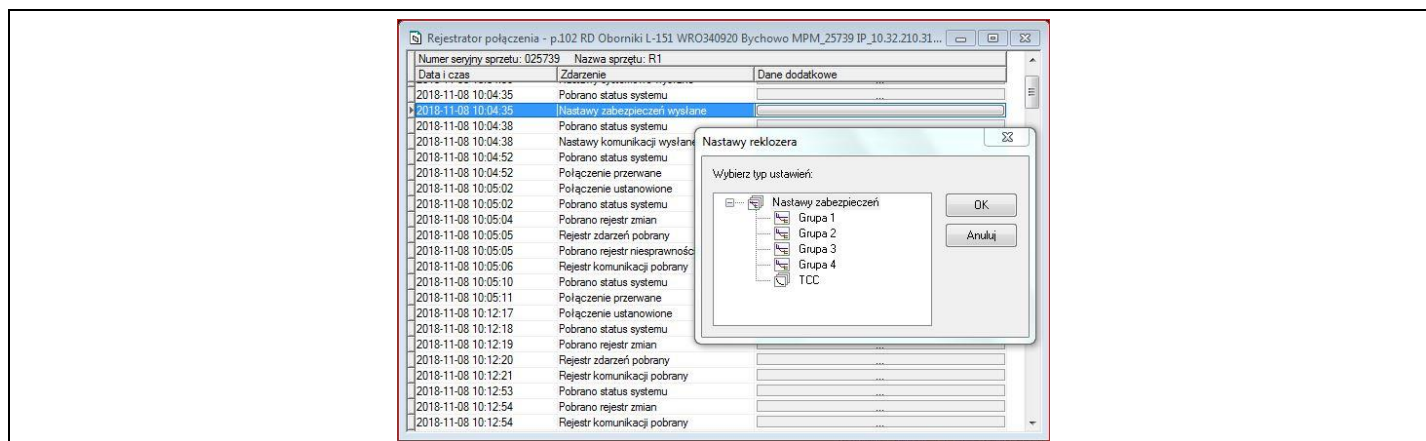 Rejestrator połączenia - p.102 RD Oborniki L-151 WRO340920 Bychowo MPM_25739 IP_10.32.210.31...
Numer seryjny sprzetu: 025739 Nazwa sprzętu: R1
Data i czas Zdarzenie Dane dodatkowe
2018-11-08 10:04:35 Pobrano status systemu ...
2018-11-08 10:04:35 Nastawy zabezpieczeń wysłane
2018-11-08 10:04:38 Pobrano status systemu
2018-11-08 10:04:38 Nastawy komunikacji wysłane
2018-11-08 10:04:52 Pobrano status systemu
2018-11-08 10:04:52 Połączenie przerwane
2018-11-08 10:05:02 Połączenie ustanowione
2018-11-08 10:05:02 Pobrano status systemu
2018-11-08 10:05:04 Pobrano rejestr zmian
2018-11-08 10:05:05 Rejestr zdarzeń pobrany
2018-11-08 10:05:05 Pobrano rejestr niesprawnośc
2018-11-08 10:05:06 Rejestr komunikacji pobrany
2018-11-08 10:05:10 Pobrano status systemu
2018-11-08 10:05:11 Połączenie przerwane
2018-11-08 10:12:17 Połączenie ustanowione
2018-11-08 10:12:18 Pobrano status systemu
2018-11-08 10:12:19 Pobrano rejestr zmian ...
2018-11-08 10:12:20 Rejestr zdarzeń pobrany ...
2018-11-08 10:12:21 Rejestr komunikacji pobrany ...
2018-11-08 10:12:53 Pobrano status systemu ...
2018-11-08 10:12:54 Pobrano rejestr zmian ...
2018-11-08 10:12:54 Rejestr komunikacji pobrany ...
Nastawy reklozera
Wybierz typ ustawień:
Nastawy zabezpieczeń
Grupa 1
Grupa 2
Grupa 3
Grupa 4
TCC
OK
Anuluj